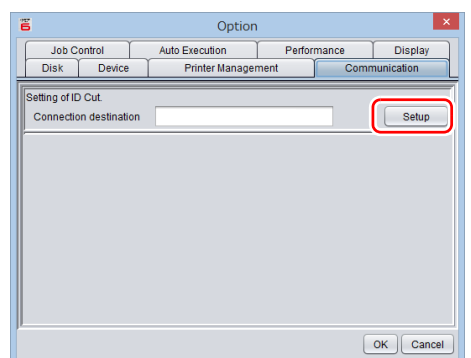 Option
Job Control Auto Execution Performance Display
Disk Device Printer Management Communication
Setting of ID Cut.
Connection destination Setup
OK Cancel